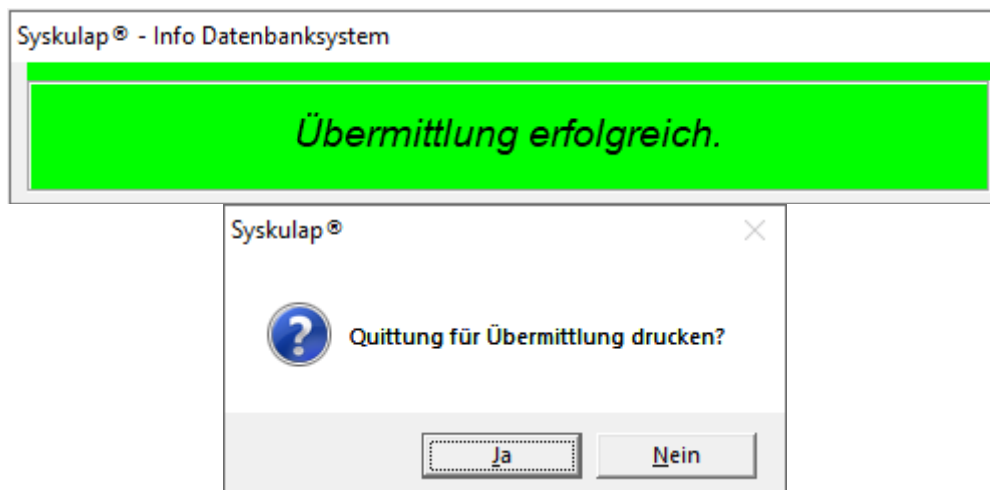 Syskulap® - Info Datenbanksystem
Übermittlung erfolgreich.
Syskulap®
Quittung für Übermittlung drucken?
Ja
Nein